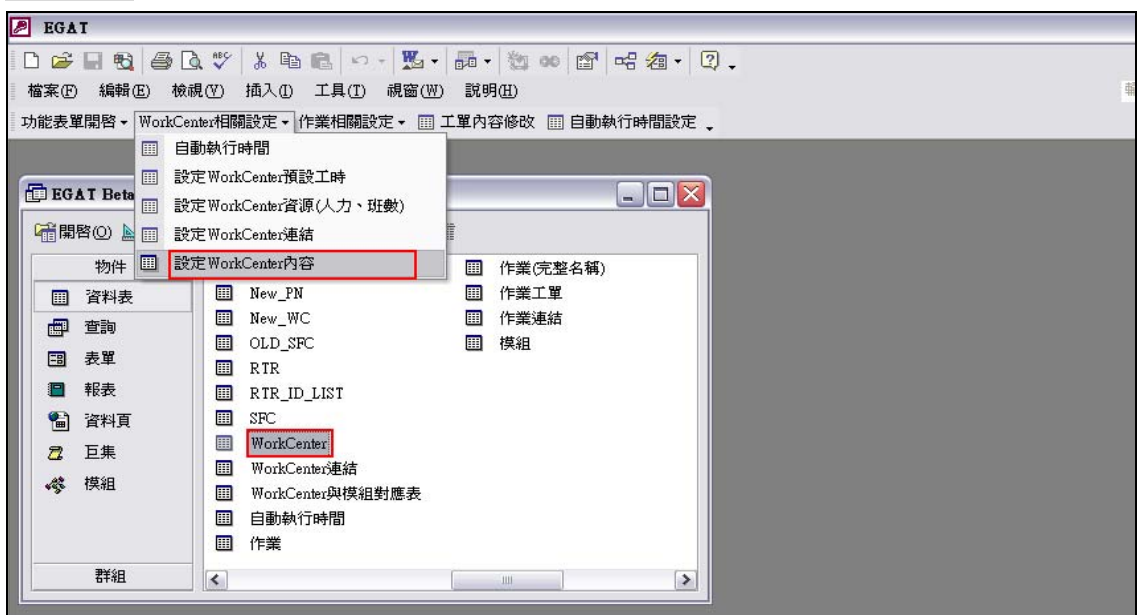 EGAT
檔案(F) 編輯(E) 檢視(V) 插入(I) 工具(T) 視窗(W) 說明(H)
功能表單開啓 WorkCenter相關設定 作業相關設定 工單內容修改 自動執行時間設定
自動執行時間
設定WorkCenter預設工時
設定WorkCenter資源(人力、班數)
設定WorkCenter連結
設定WorkCenter內容
EGAT Beta
開啓(O)
物件
資料表
查詢
表單
報表
資料頁
巨集
模組
群組
New_PN
New_WC
OLD_SFC
RTR
RTR_ID_LIST
SFC
WorkCenter
WorkCenter連結
WorkCenter與模組對應表
自動執行時間
作業
作業(完整名稱)
作業工單
作業連結
模組